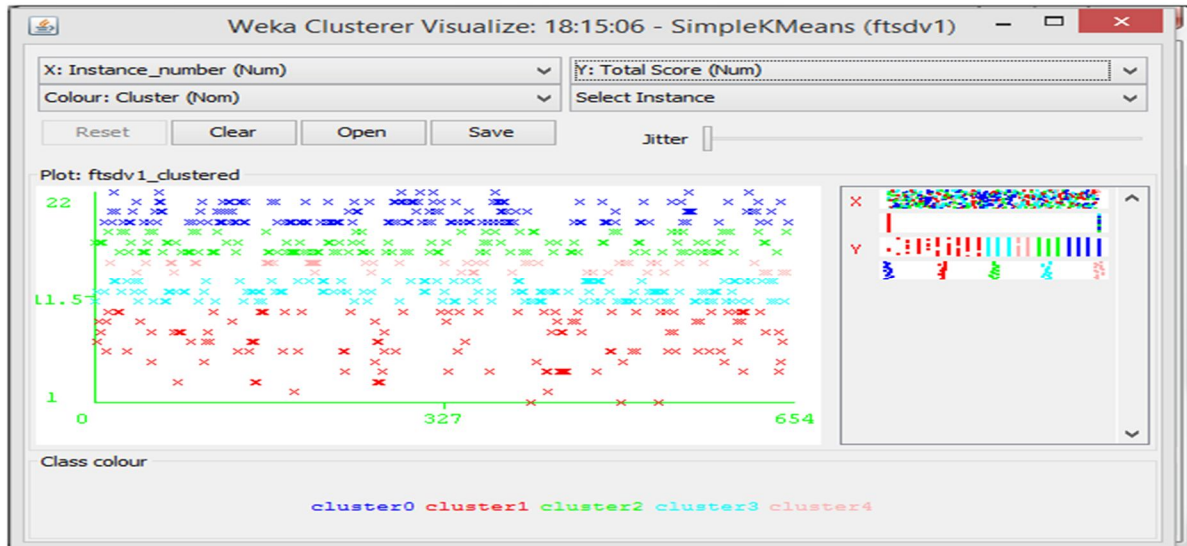 Weka Clusterer Visualize: 18:15:06 - SimpleKMeans (ftsdv1)
X: Instance_number (Num)
Y: Total Score (Num)
Colour: Cluster (Nom)
Select Instance
Reset
Clear
Open
Save
Jitter
Plot: ftsdv1_clustered
22
11.5
1
0
327
654
X
Y
Class colour
cluster0 cluster1 cluster2 cluster3 cluster4